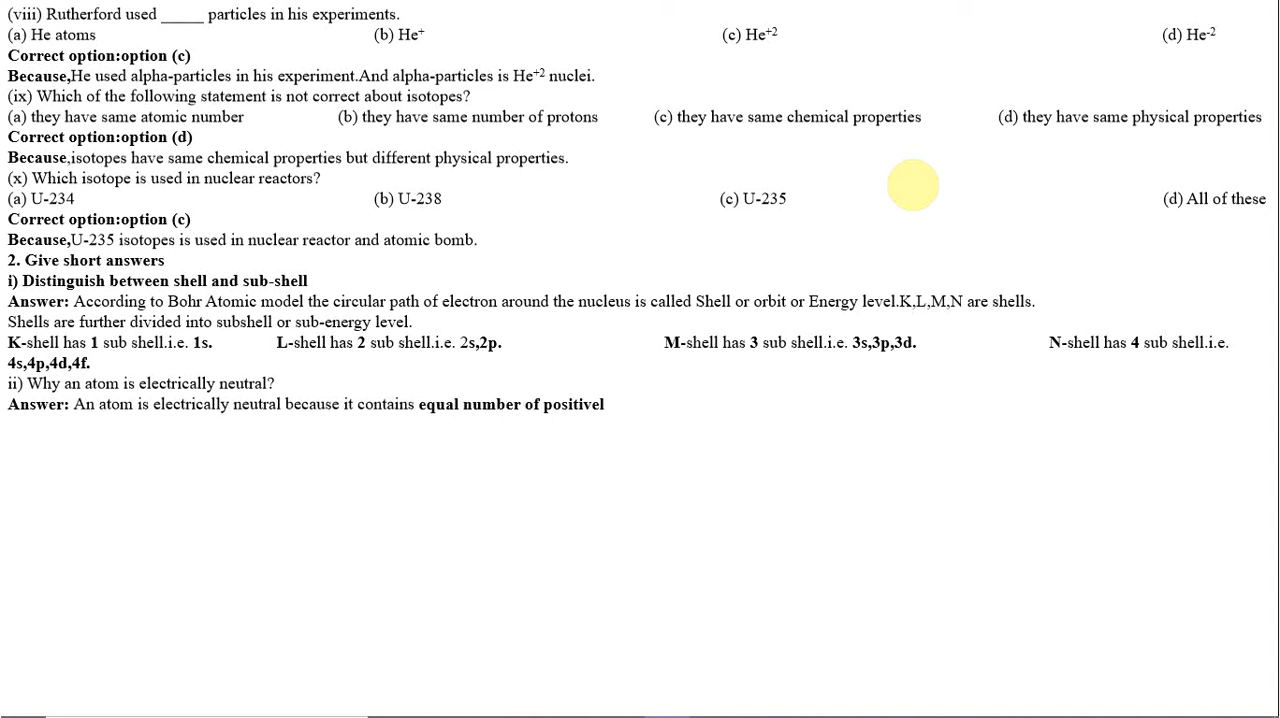 (viii) Rutherford used _____ particles in his experiments.
(a) He atoms (b) He⁺ (c) He⁺² (d) He⁻²
Correct option:option (c)
Because,He used alpha-particles in his experiment.And alpha-particles is He⁺² nuclei.
(ix) Which of the following statement is not correct about isotopes?
(a) they have same atomic number (b) they have same number of protons (c) they have same chemical properties (d) they have same physical properties
Correct option:option (d)
Because,isotopes have same chemical properties but different physical properties.
(x) Which isotope is used in nuclear reactors?
(a) U-234 (b) U-238 (c) U-235 (d) All of these
Correct option:option (c)
Because,U-235 isotopes is used in nuclear reactor and atomic bomb.
2. Give short answers
i) Distinguish between shell and sub-shell
Answer: According to Bohr Atomic model the circular path of electron around the nucleus is called Shell or orbit or Energy level.K,L,M,N are shells.
Shells are further divided into subshell or sub-energy level.
K-shell has 1 sub shell.i.e. 1s. L-shell has 2 sub shell.i.e. 2s,2p. M-shell has 3 sub shell.i.e. 3s,3p,3d. N-shell has 4 sub shell.i.e.
4s,4p,4d,4f.
ii) Why an atom is electrically neutral?
Answer: An atom is electrically neutral because it contains equal number of positivel